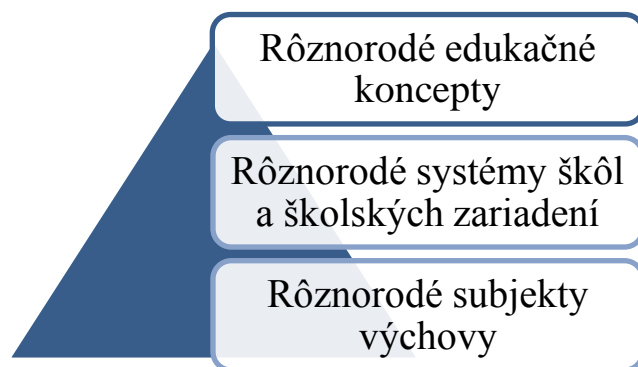 Rôznorodé edukačné
koncepty
Rôznorodé systémy škôl
a školských zariadení
Rôznorodé subjekty
výchovy